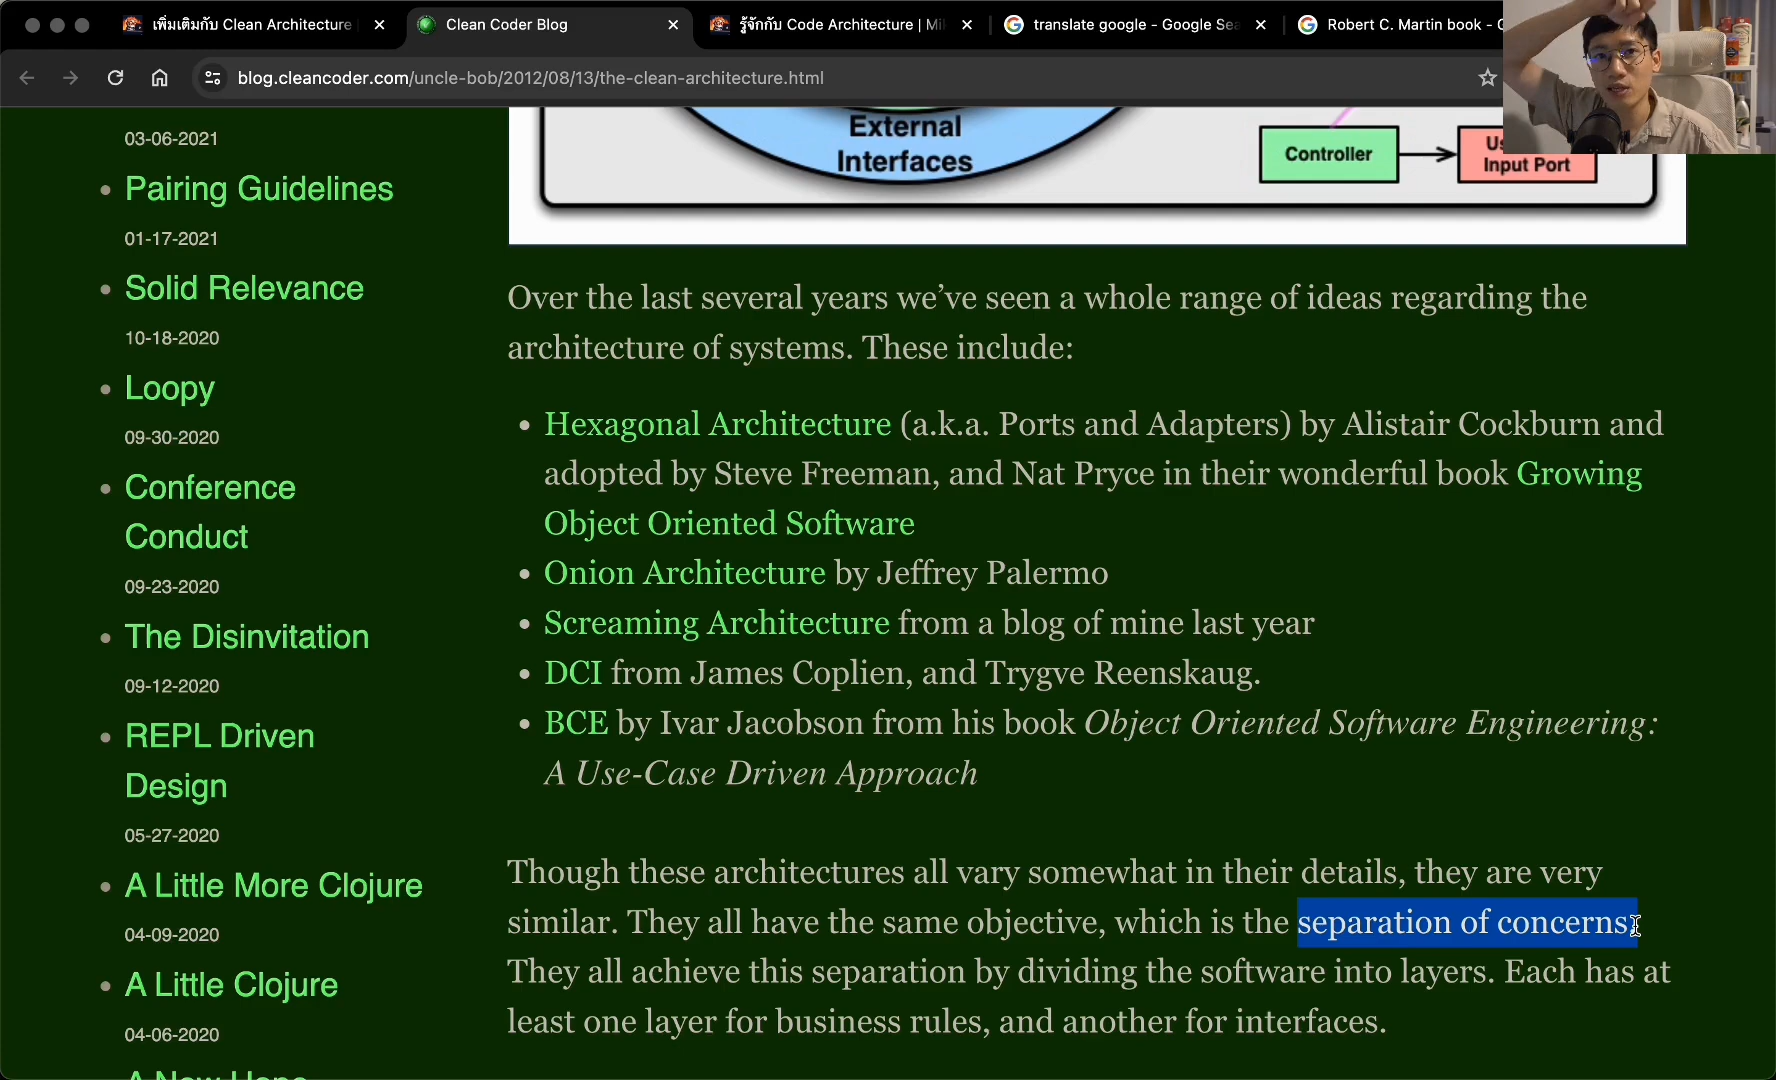 เพิ่มเติมกับ Clean Architecture
Clean Coder Blog
รู้จักกับ Code Architecture | Mi
translate google - Google Sea
Robert C. Martin book - G
blog.cleancoder.com/uncle-bob/2012/08/13/the-clean-architecture.html
03-06-2021
Pairing Guidelines
01-17-2021
Solid Relevance
10-18-2020
Loopy
09-30-2020
Conference
Conduct
09-23-2020
The Disinvitation
09-12-2020
REPL Driven
Design
05-27-2020
A Little More Clojure
04-09-2020
A Little Clojure
04-06-2020
A New Hope
External
Interfaces
Controller
Us
Input Port
Over the last several years we’ve seen a whole range of ideas regarding the
architecture of systems. These include:
Hexagonal Architecture (a.k.a. Ports and Adapters) by Alistair Cockburn and
adopted by Steve Freeman, and Nat Pryce in their wonderful book Growing
Object Oriented Software
Onion Architecture by Jeffrey Palermo
Screaming Architecture from a blog of mine last year
DCI from James Coplien, and Trygve Reenskaug.
BCE by Ivar Jacobson from his book Object Oriented Software Engineering:
A Use-Case Driven Approach
Though these architectures all vary somewhat in their details, they are very
similar. They all have the same objective, which is the separation of concerns.
They all achieve this separation by dividing the software into layers. Each has at
least one layer for business rules, and another for interfaces.